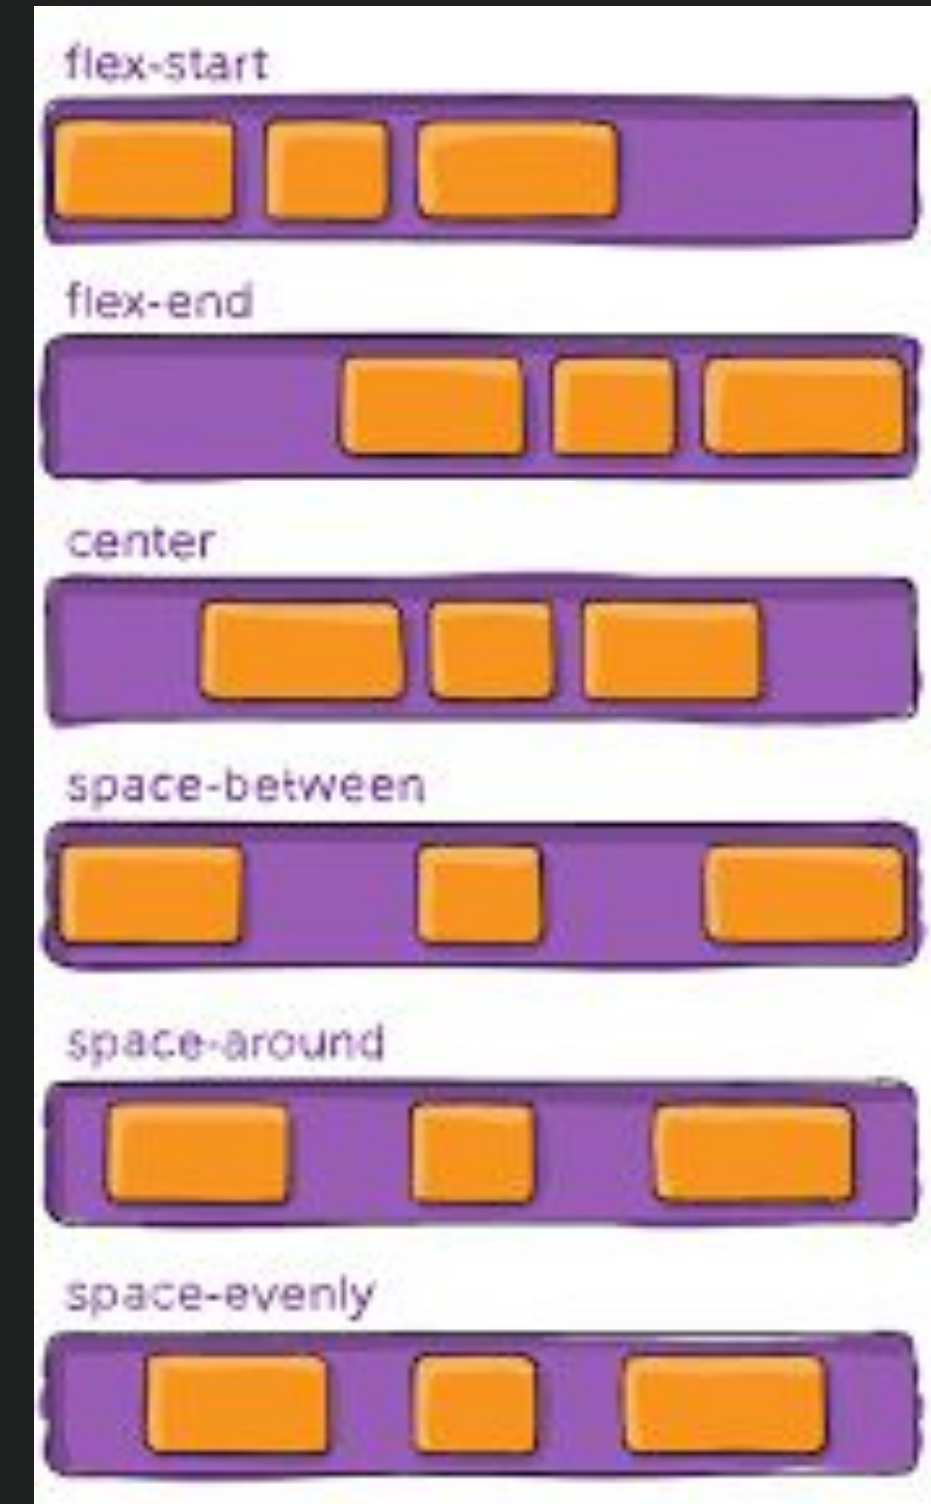 flex-start
flex-end
center
space-between
space-around
space-evenly